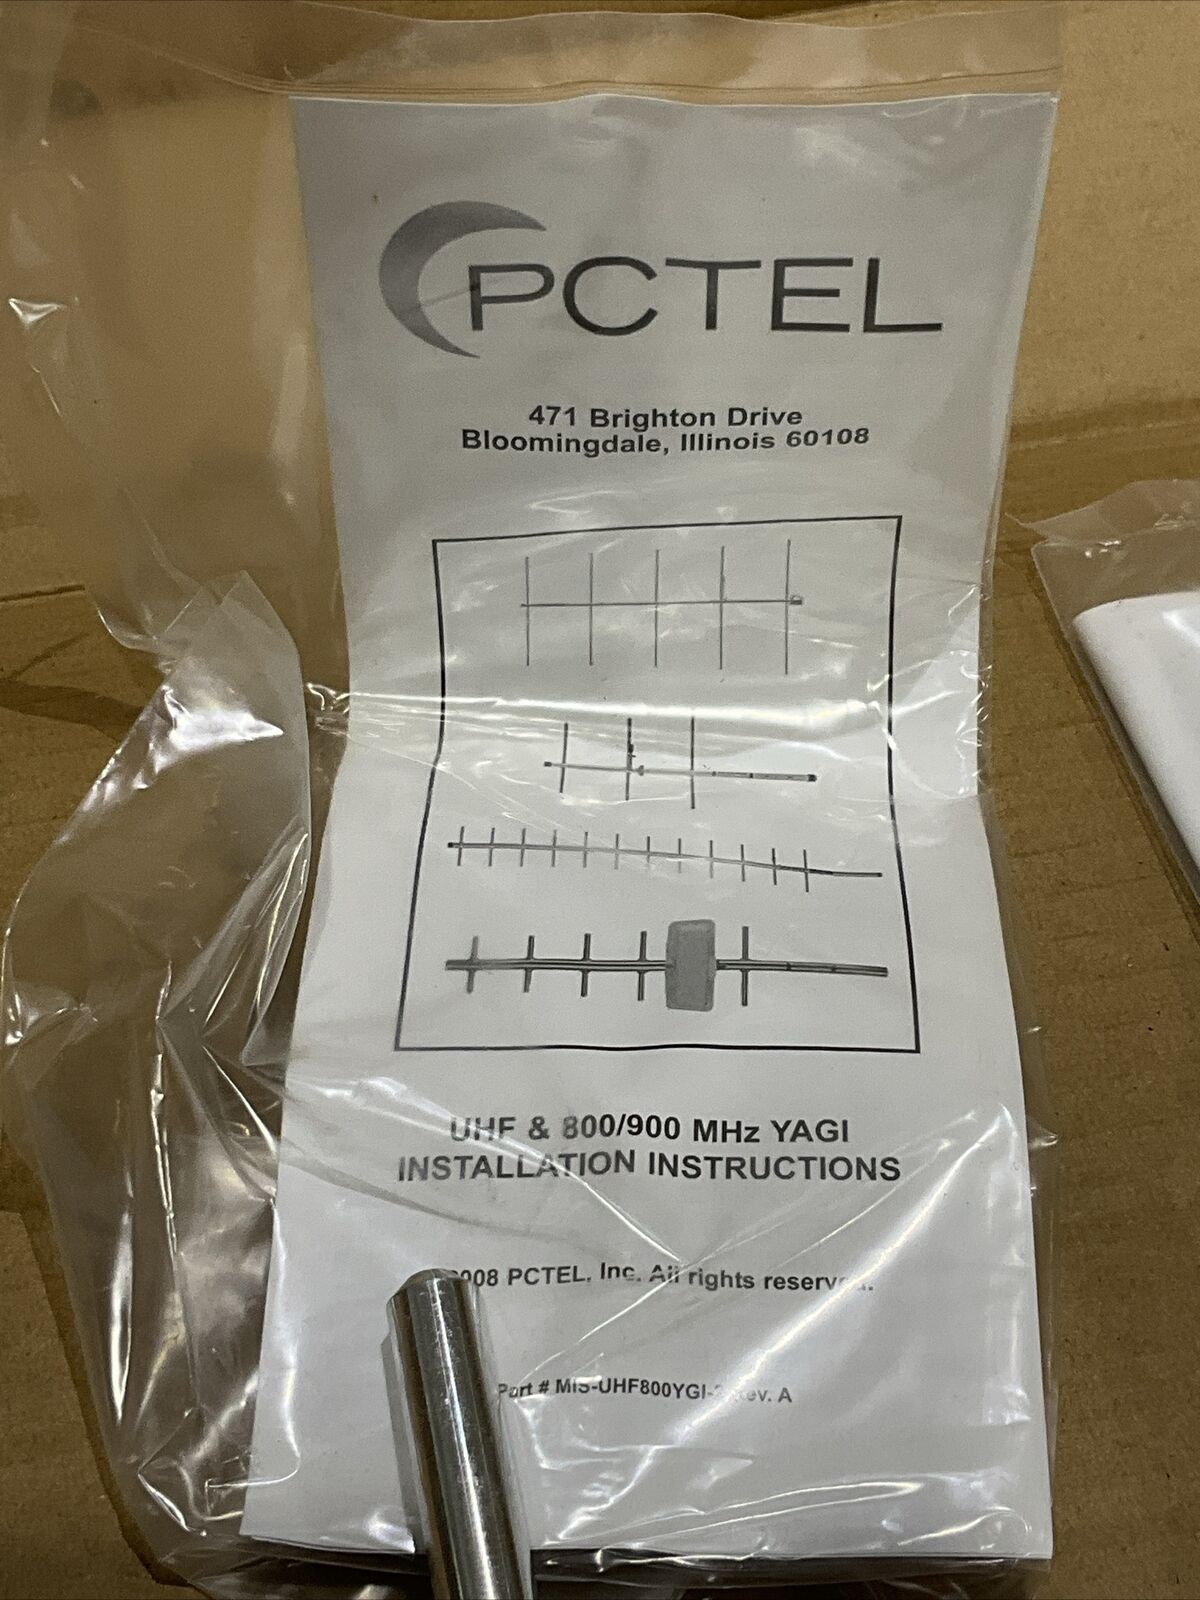 PCTEL
471 Brighton Drive
Bloomingdale, Illinois 60108
UHF & 800/900 MHz YAGI
INSTALLATION INSTRUCTIONS
PCTEL, Inc. All rights
Part # Rev. A